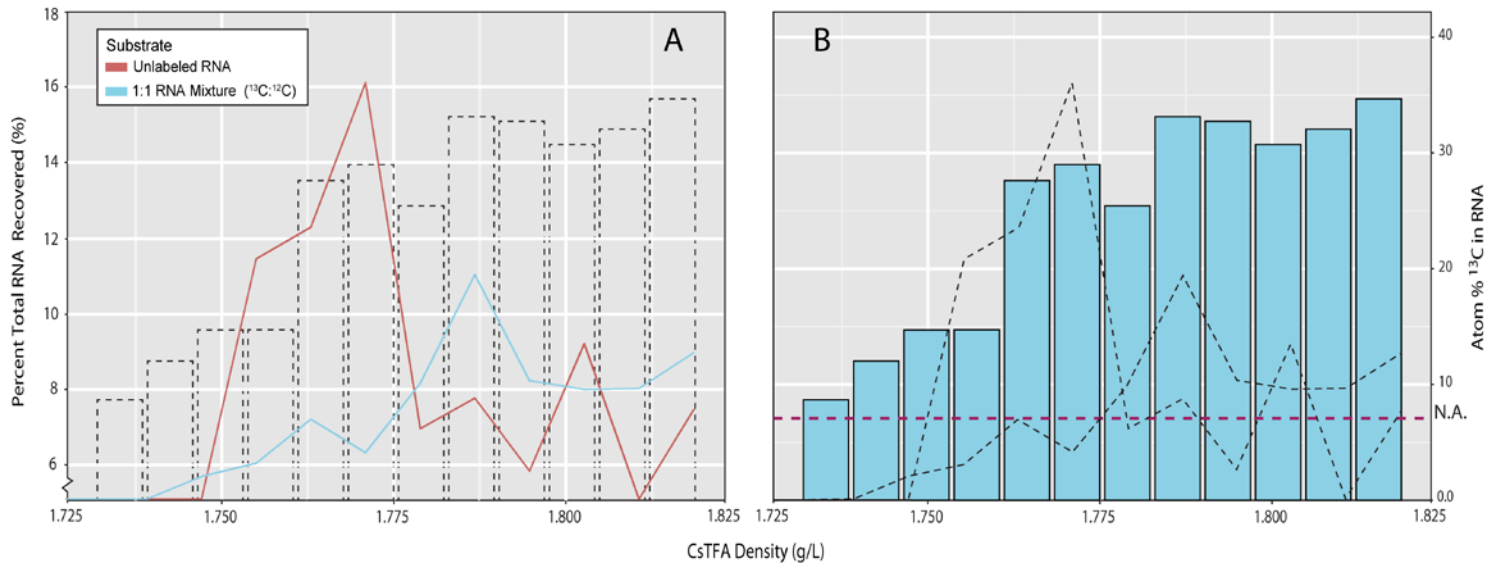 18
16
14
12
10
8
6
Percent Total RNA Recovered (%)
Substrate
Unlabeled RNA
1:1 RNA Mixture (¹³C:¹²C)
A
1.725
1.750
1.775
1.800
1.825
B
40
30
20
10
N.A.
0.0
Atom % ¹³C in RNA
1.725
1.750
1.775
1.800
1.825
CsTFA Density (g/L)